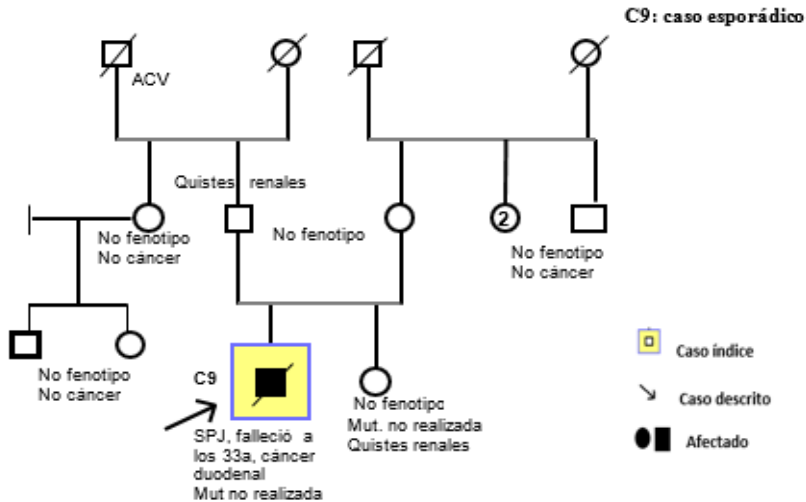 C9: caso esporádico
ACV
Quistes renales
No fenotipo
No fenotipo
No cáncer
2
No fenotipo
No cáncer
No fenotipo
No cáncer
C9
SPJ, falleció a
los 33a, cáncer
duodenal
Mut no realizada
No fenotipo
Mut. no realizada
Quistes renales
Caso índice
Caso descrito
Afectado